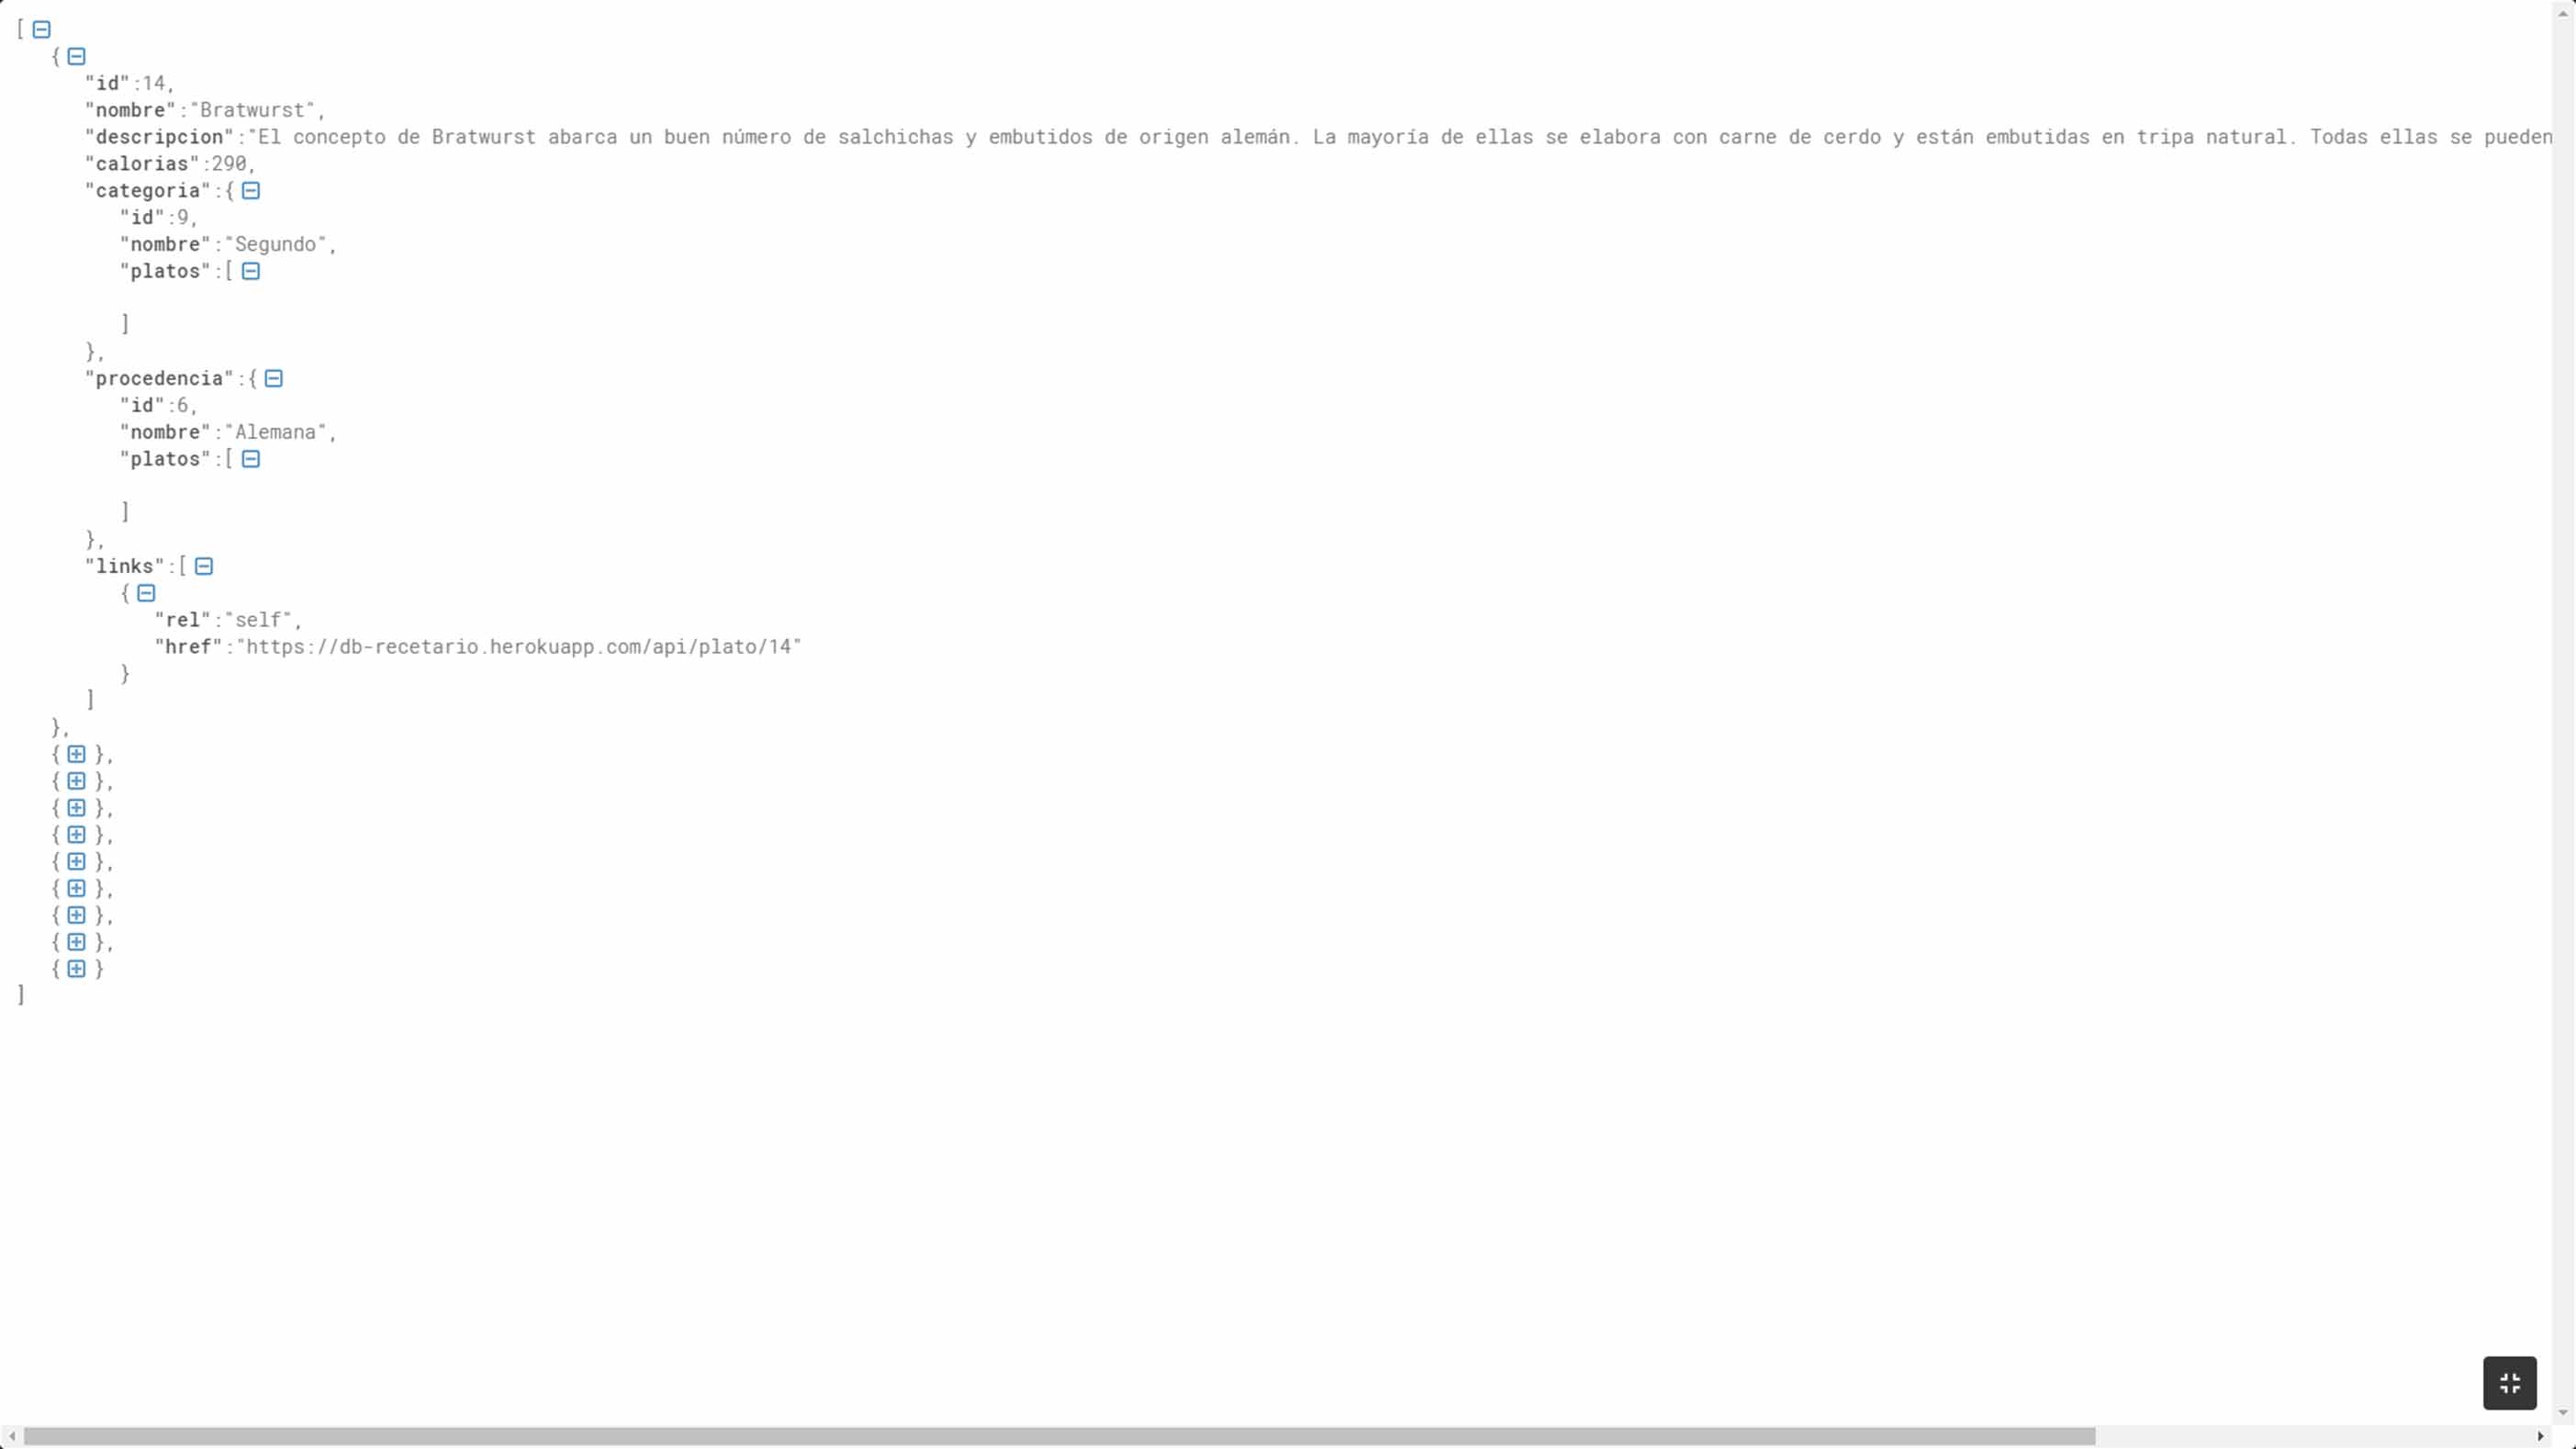 [
{
"id":14,
"nombre":"Bratwurst",
"descripcion":"El concepto de Bratwurst abarca un buen número de salchichas y embutidos de origen alemán. La mayoría de ellas se elabora con carne de cerdo y están embutidas en tripa natural. Todas ellas se pueden
"calorias":290,
"categoria":{
"id":9,
"nombre":"Segundo",
"platos":[
]
},
"procedencia":{
"id":6,
"nombre":"Alemana",
"platos":[
]
},
"links":[
{
"rel":"self",
"href":"https://db-recetario.herokuapp.com/api/plato/14"
}
]
},
{ },
{ },
{ },
{ },
{ },
{ },
{ },
{ },
{ }
]